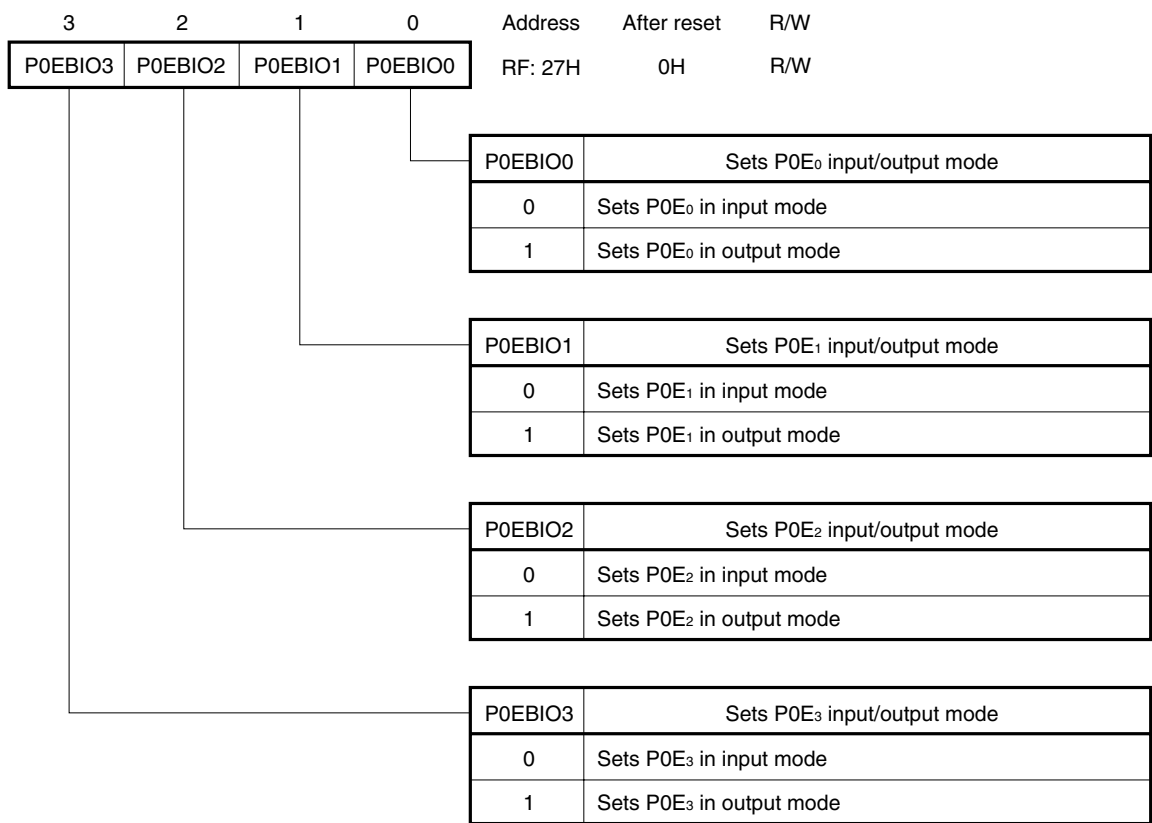 3 2 1 0 Address After reset R/W
P0EBIO3 P0EBIO2 P0EBIO1 P0EBIO0 RF: 27H 0H R/W
P0EBIO0 Sets P0E₀ input/output mode
0 Sets P0E₀ in input mode
1 Sets P0E₀ in output mode
P0EBIO1 Sets P0E₁ input/output mode
0 Sets P0E₁ in input mode
1 Sets P0E₁ in output mode
P0EBIO2 Sets P0E₂ input/output mode
0 Sets P0E₂ in input mode
1 Sets P0E₂ in output mode
P0EBIO3 Sets P0E₃ input/output mode
0 Sets P0E₃ in input mode
1 Sets P0E₃ in output mode